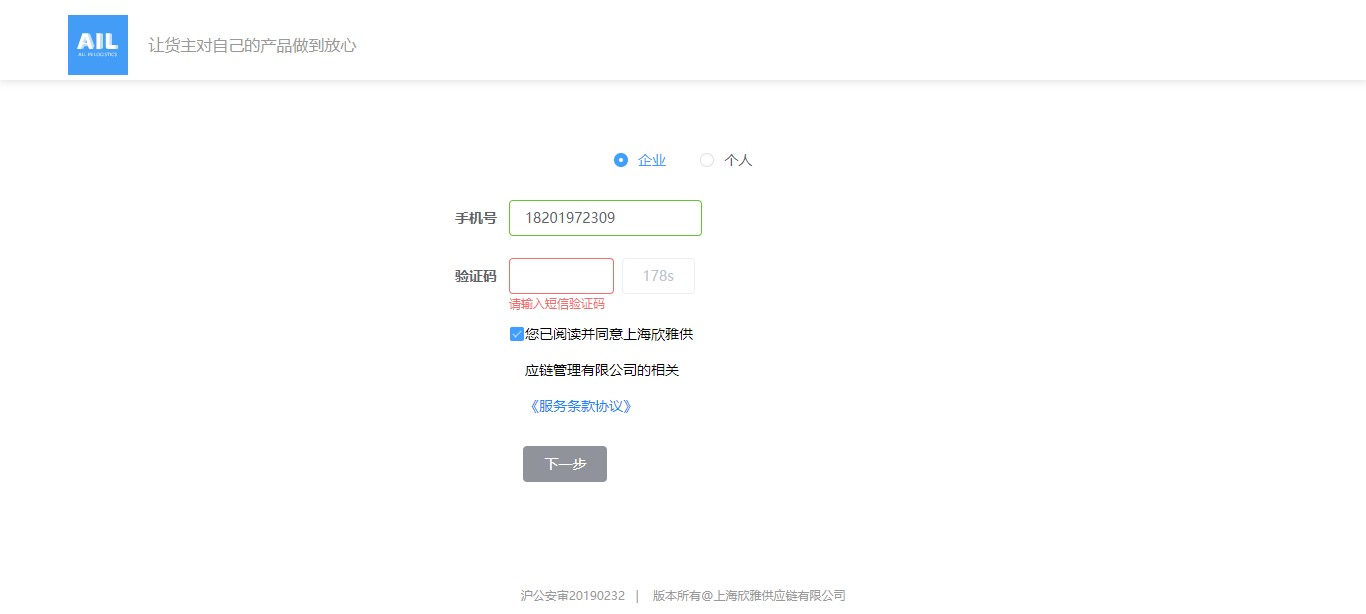 AIL
ALL IN LOGISTICS
让货主对自己的产品做到放心
企业 个人
手机号 18201972309
验证码 178s
请输入短信验证码
您已阅读并同意上海欣雅供
应链管理有限公司的相关
《服务条款协议》
下一步
沪公安审20190232 | 版本所有@上海欣雅供应链有限公司